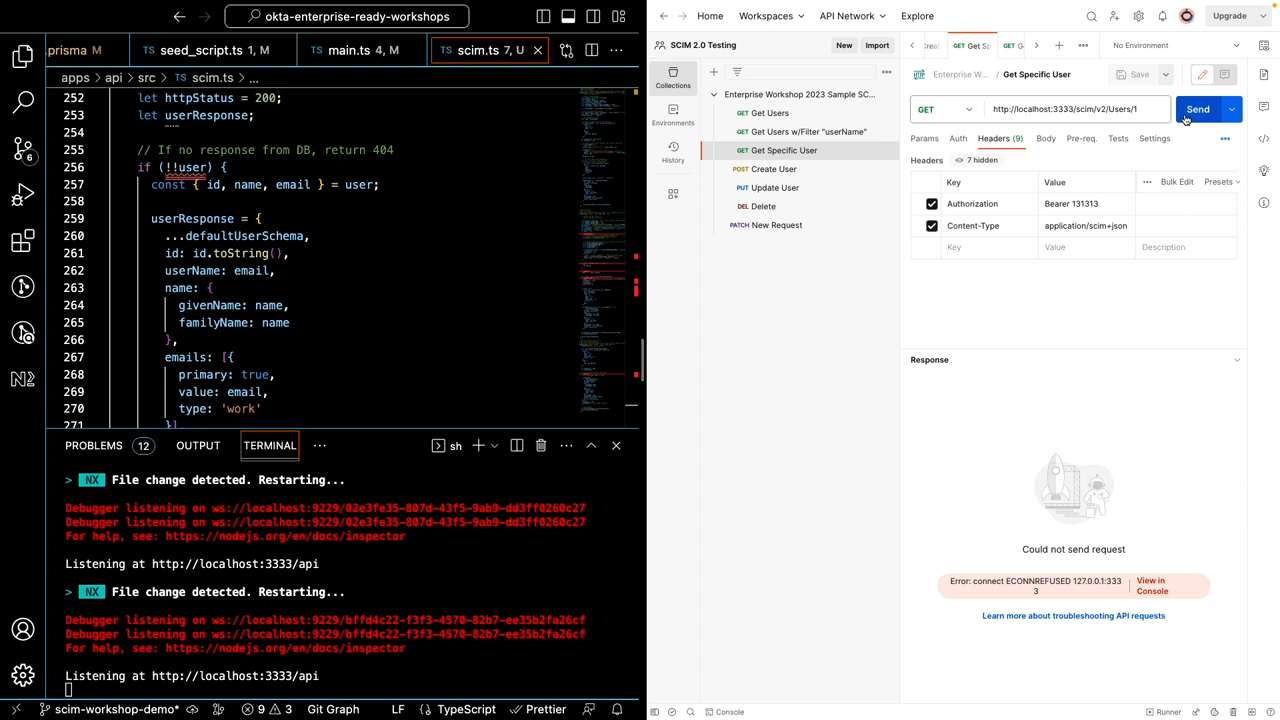 okta-enterprise-ready-workshops
.prisma M
TS seed_script.ts 1, M
TS main.ts 4, M
TS scim.ts 7, U
apps > api > src > TS scim.ts > ...
252 let httpStatus = 200;
253 let userResponse;
254
255 // If no response from DB, return 404
256 if (!user) {
257 const { id, name, email } = user;
258
259 userResponse = {
260 ...defaultUserSchema,
261 id: id.toString(),
262 userName: email,
263 name: {
264 givenName: name,
265 familyName: name
266 },
267 emails: [{
268 primary: true,
269 value: email,
270 type: 'work'
271 }],
PROBLEMS 12 OUTPUT TERMINAL ... sh
> NX File change detected. Restarting...
Debugger listening on ws://localhost:9229/02e3fe35-807d-43f5-9ab9-dd3ff0260c27
Debugger listening on ws://localhost:9229/02e3fe35-807d-43f5-9ab9-dd3ff0260c27
For help, see: https://nodejs.org/en/docs/inspector
Listening at http://localhost:3333/api
> NX File change detected. Restarting...
Debugger listening on ws://localhost:9229/bffd4c22-f3f3-4570-82b7-ee35b2fa26cf
Debugger listening on ws://localhost:9229/bffd4c22-f3f3-4570-82b7-ee35b2fa26cf
For help, see: https://nodejs.org/en/docs/inspector
Listening at http://localhost:3333/api
scim-workshop-demo* 9 3 Git Graph LF {} TypeScript Prettier
Home Workspaces API Network Explore Upgrade
SCIM 2.0 Testing New Import
GET Get Sp
No Environment
Collections
Environments
History
Enterprise Workshop 2023 Sample SC...
GET Get Users
GET Get Users w/Filter "userName"
GET Get Specific User
POST Create User
PUT Update User
DEL Delete
PATCH New Request
HTTP Enterprise W... / Get Specific User Save
GET http://localhost:3333/scim/v2/Users/1 Send
Params Auth Headers (9) Body Pre-req. Tests Settings
Headers 7 hidden
Key Value Bulk Edit Presets
Authorization Bearer 131313
Content-Type application/scim+json
Key Value Description
Response
Could not send request
Error: connect ECONNREFUSED 127.0.0.1:333
3
View in
Console
Learn more about troubleshooting API requests
Console
Runner